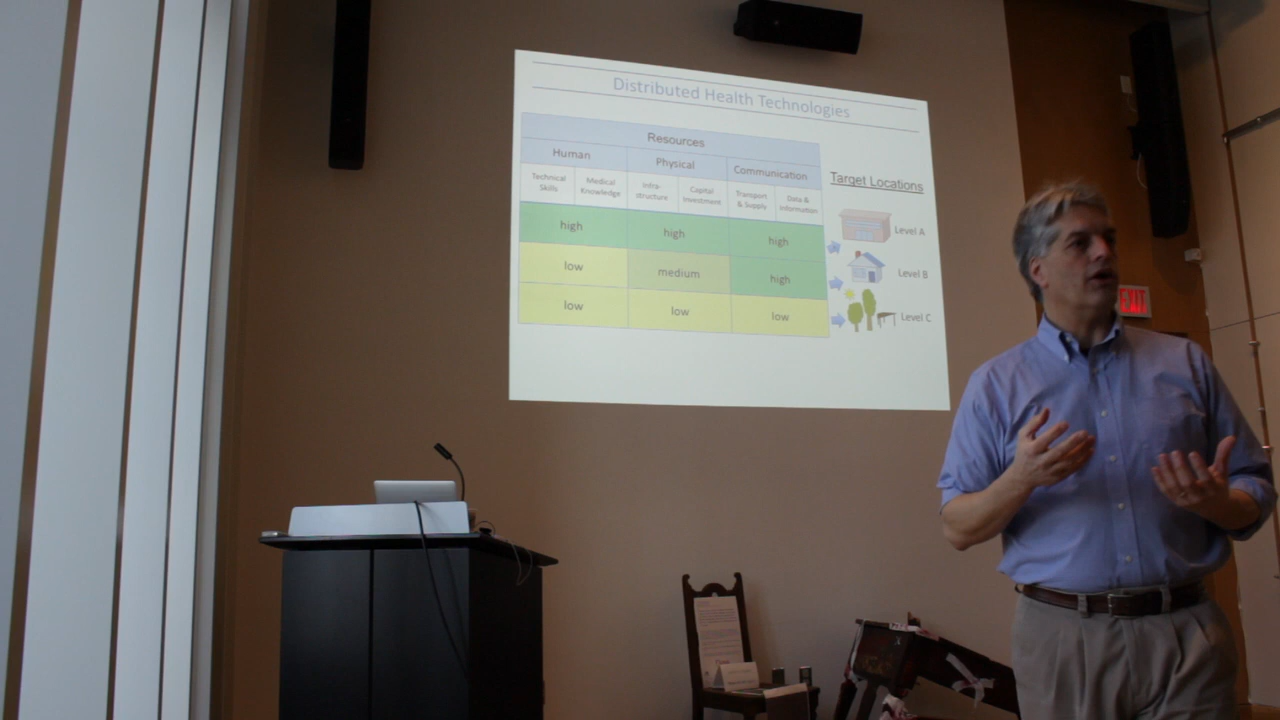 Distributed Health Technologies
Resources
Human Physical Communication
Technical Skills Medical Knowledge Infra-structure Capital Investment Transport & Supply Data & Information
Target Locations
high high high Level A
low medium high Level B
low low low Level C
EXIT